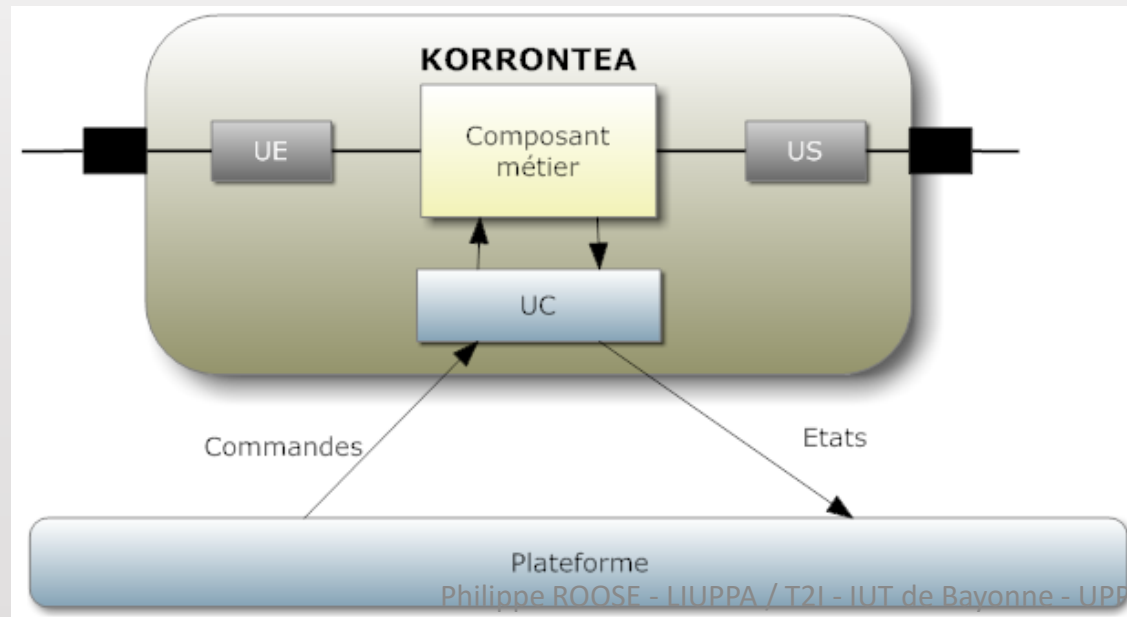 KORRONTEA
UE
Composant
métier
US
UC
Commandes
Etats
Plateforme
Philippe ROOSE - LIUPPA / T2I - IUT de Bayonne - UPP